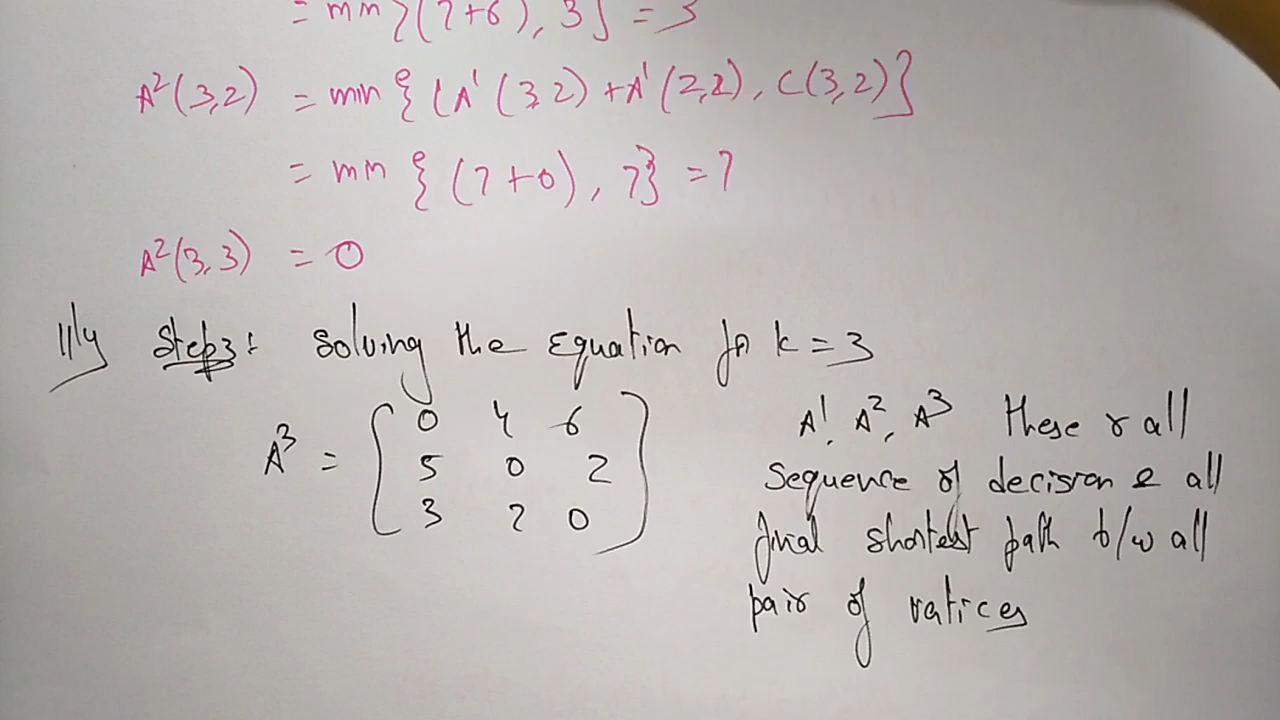 = min {(7+6), 3} = 3
A²(3,2) = min {(A¹(3,2) + A¹(2,2), C(3,2)}
= min {(7+0), 7} = 7
A²(3,3) = 0
111ly Step3: Solving the Equation for k = 3
A³ =
0 4 6
5 0 2
3 7 0
A¹, A², A³ these r all
sequence of decision & all
final shortest path b/w all
pair of vatices